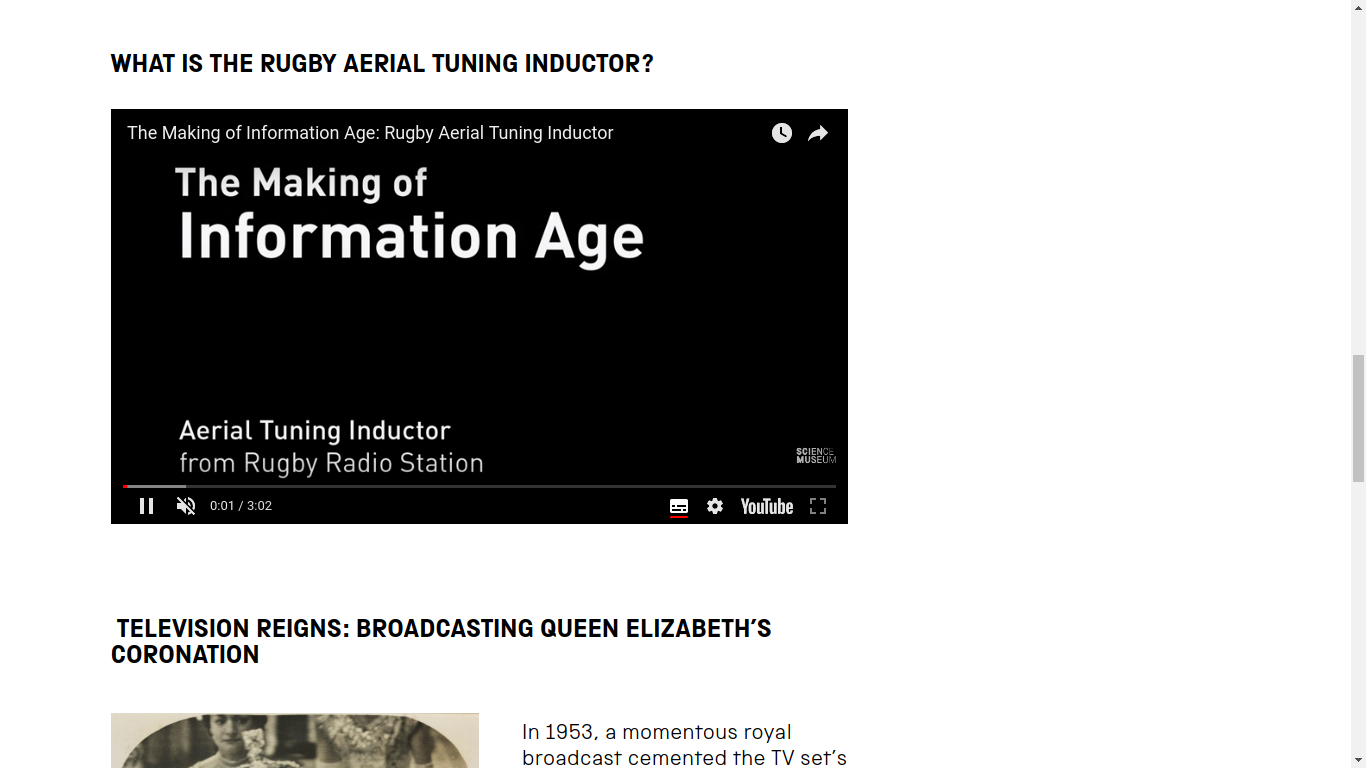 WHAT IS THE RUGBY AERIAL TUNING INDUCTOR?
The Making of Information Age: Rugby Aerial Tuning Inductor
The Making of
Information Age
Aerial Tuning Inductor
from Rugby Radio Station
SCIENCE
MUSEUM
0:01 / 3:02
YouTube
TELEVISION REIGNS: BROADCASTING QUEEN ELIZABETH’S
CORONATION
In 1953, a momentous royal
broadcast cemented the TV set’s